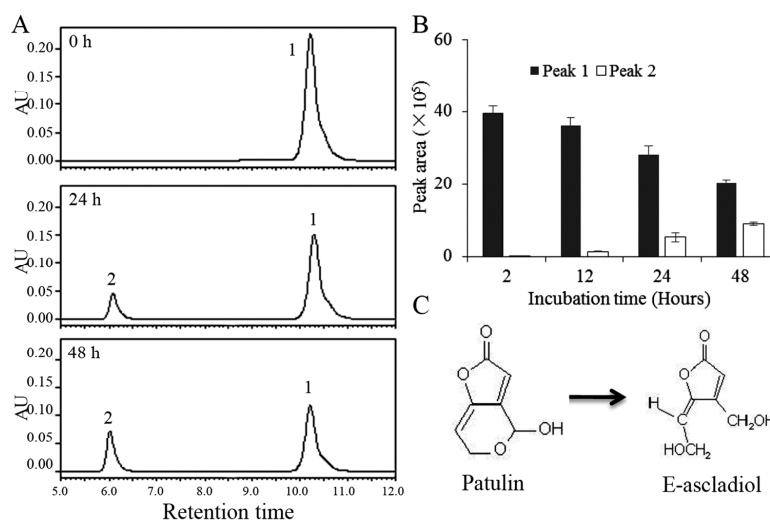 A
0 h
1
0.20
0.15
0.10
0.05
0.00
AU
24 h
1
2
0.20
0.15
0.10
0.05
0.00
AU
48 h
1
2
0.20
0.15
0.10
0.05
0.00
AU
5.0 6.0 7.0 8.0 9.0 10.0 11.0 12.0
Retention time
B
60
40
20
0
Peak area (×10⁵)
Peak 1 Peak 2
2 12 24 48
Incubation time (Hours)
C
O
O
OH
O
Patulin
O
O
H
CH₂OH
HOCH₂
E-ascladiol